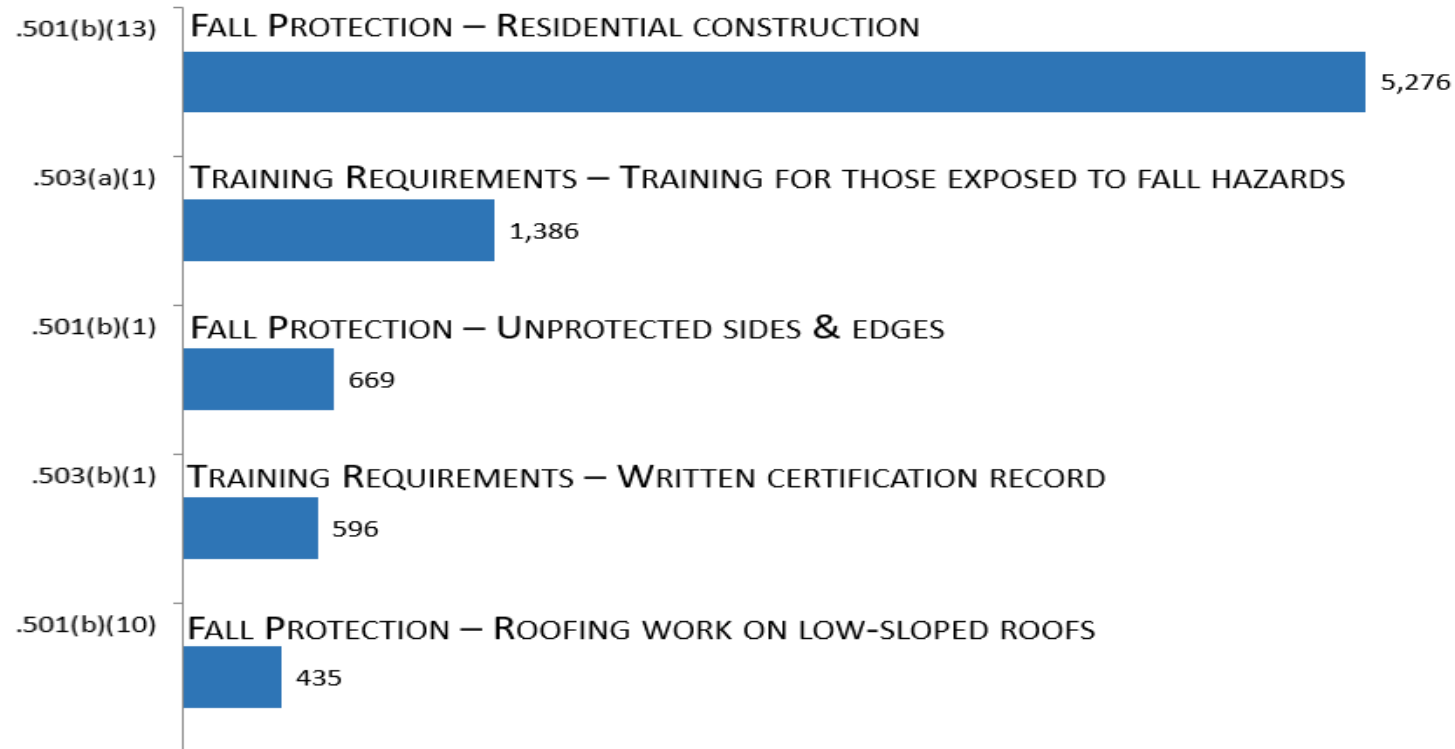 .501(b)(13) FALL PROTECTION – RESIDENTIAL CONSTRUCTION
5,276
.503(a)(1) TRAINING REQUIREMENTS – TRAINING FOR THOSE EXPOSED TO FALL HAZARDS
1,386
.501(b)(1) FALL PROTECTION – UNPROTECTED SIDES & EDGES
669
.503(b)(1) TRAINING REQUIREMENTS – WRITTEN CERTIFICATION RECORD
596
.501(b)(10) FALL PROTECTION – ROOFING WORK ON LOW-SLOPED ROOFS
435